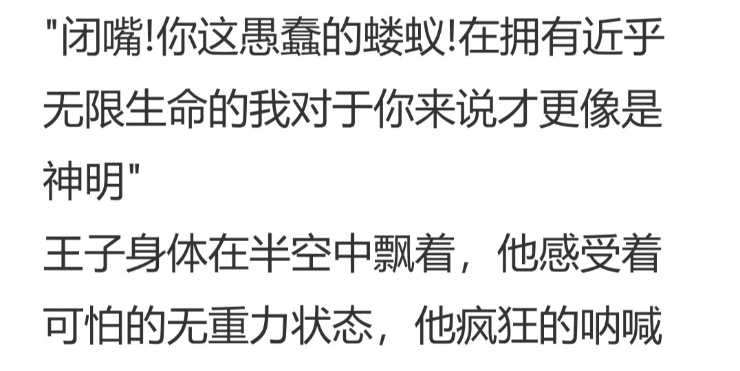 "闭嘴!你这愚蠢的蝼蚁!在拥有近乎
无限生命的我对于你来说才更像是
神明"
王子身体在半空中飘着，他感受着
可怕的无重力状态，他疯狂的呐喊